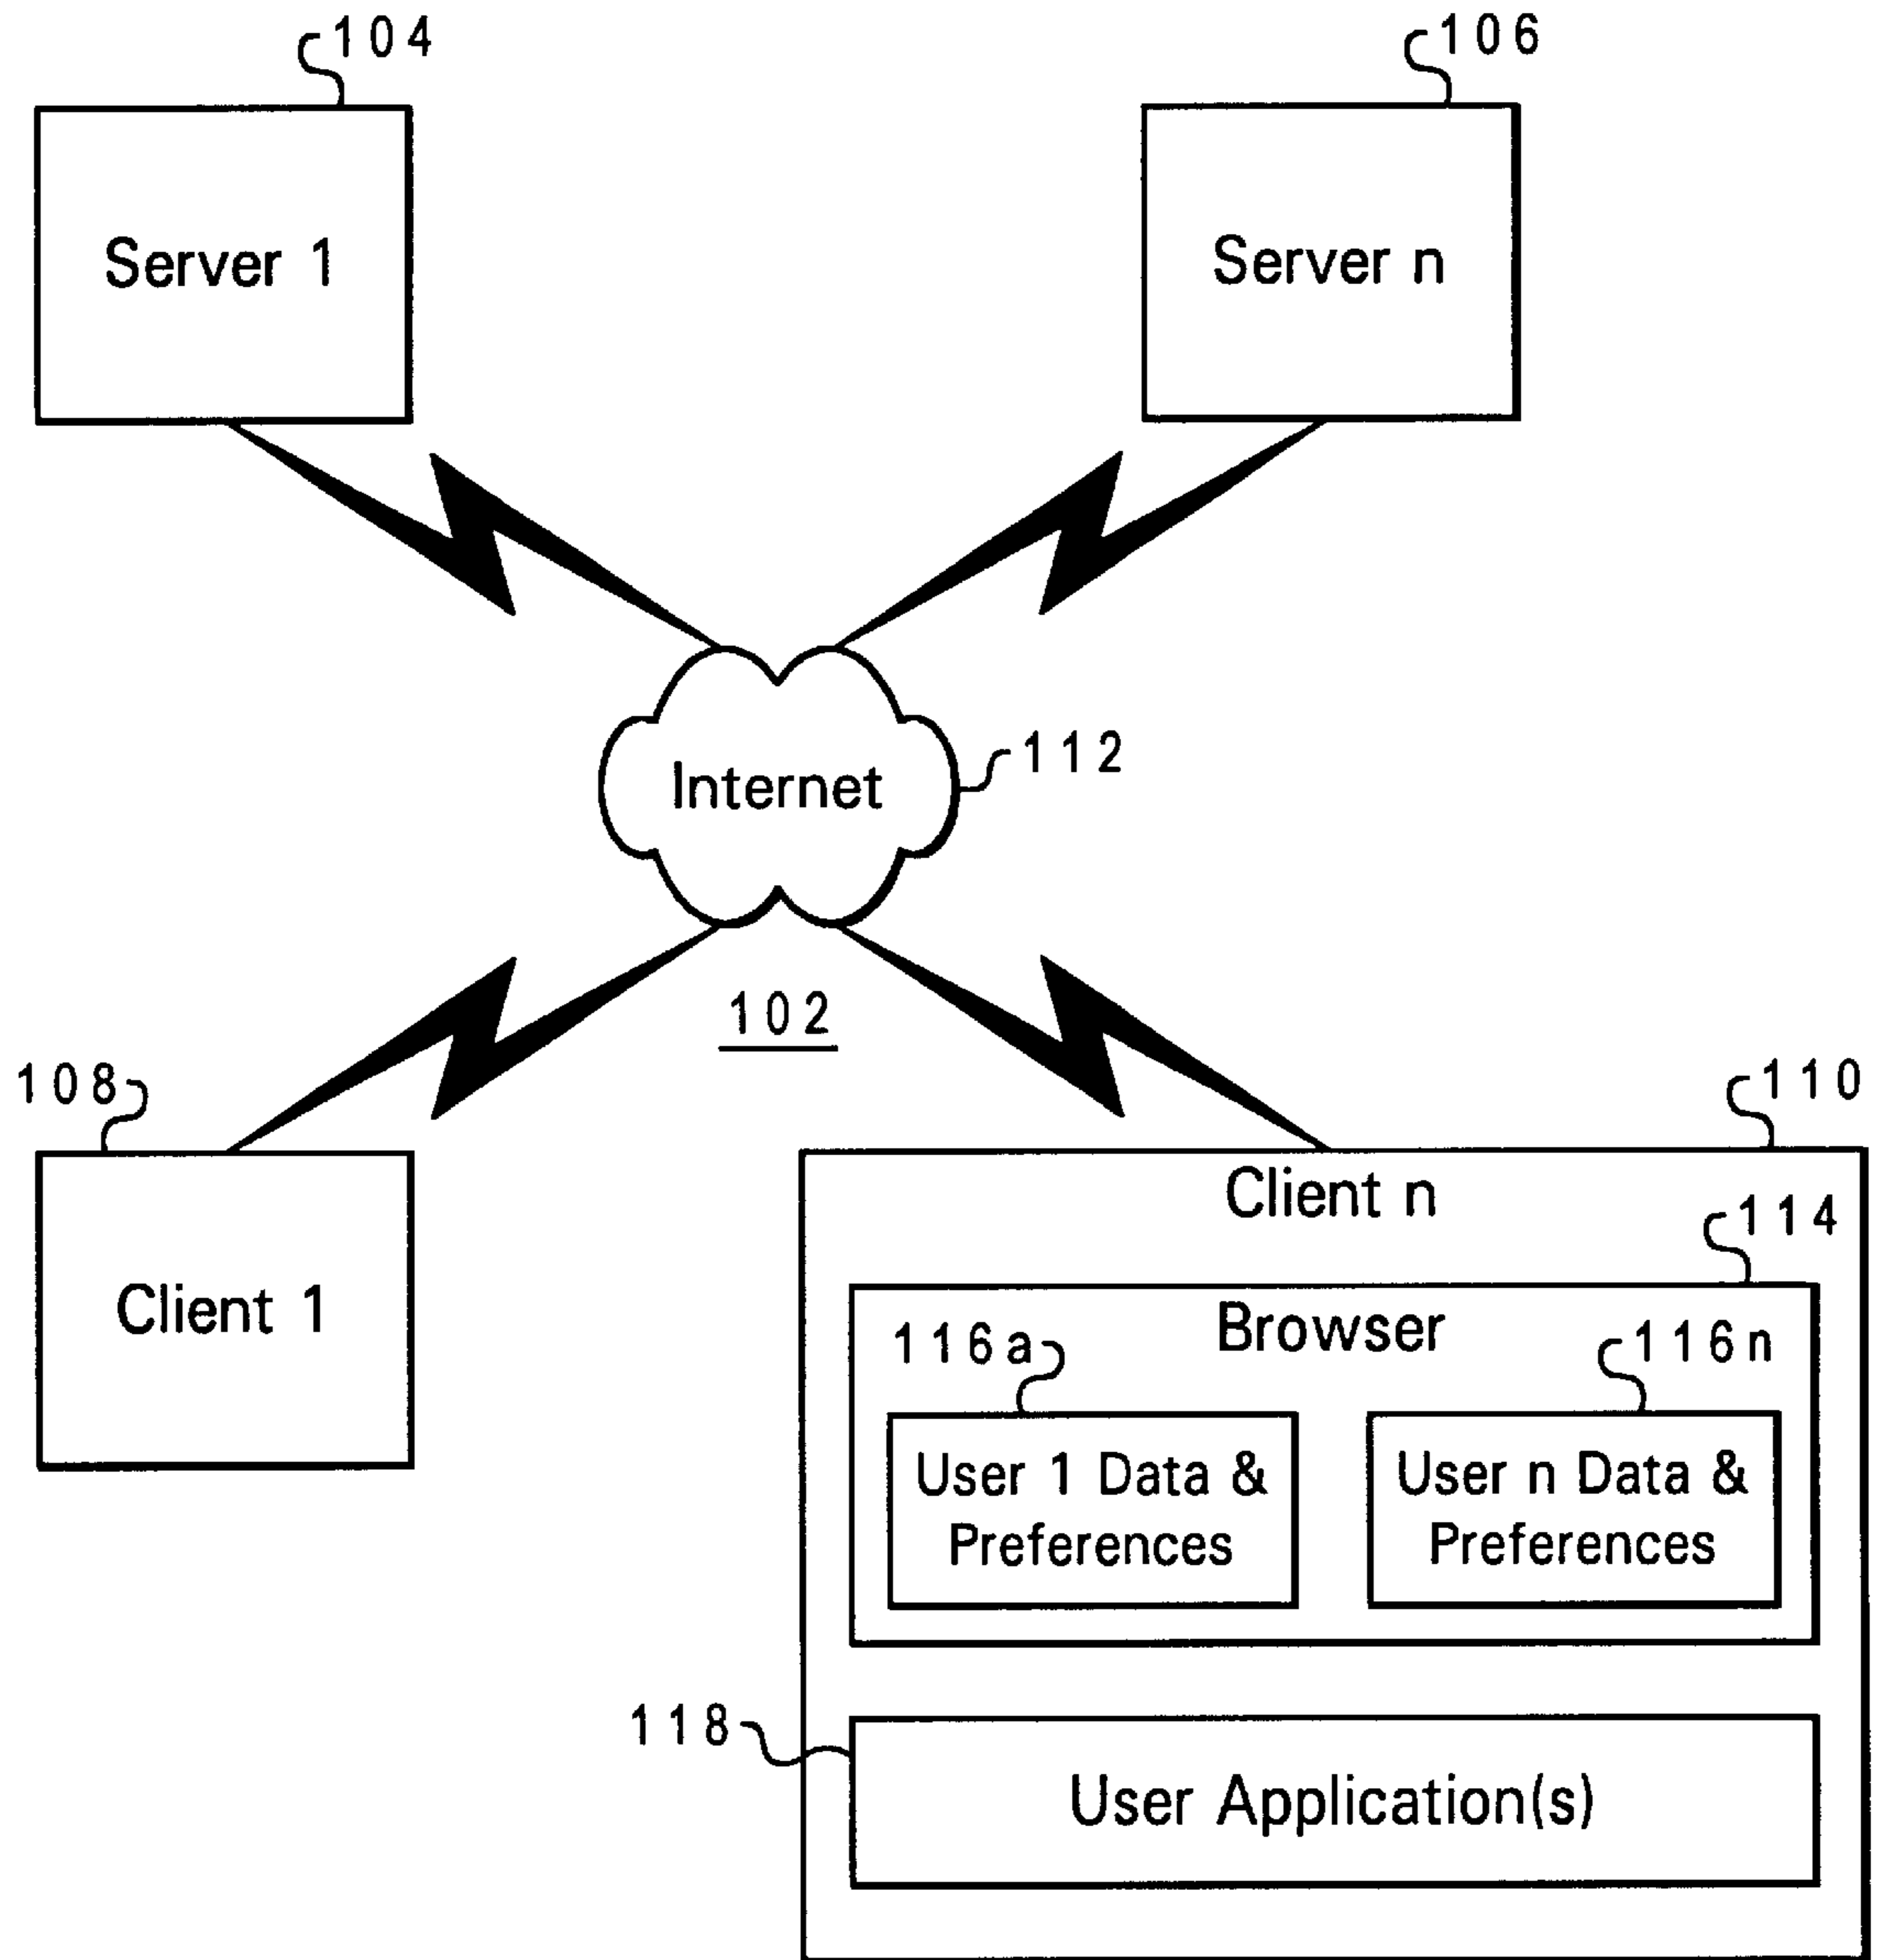 104
106
Server 1
Server n
Internet
112
102
108
110
Client 1
Client n
114
Browser
116a
116n
User 1 Data &
Preferences
User n Data &
Preferences
118
User Application(s)